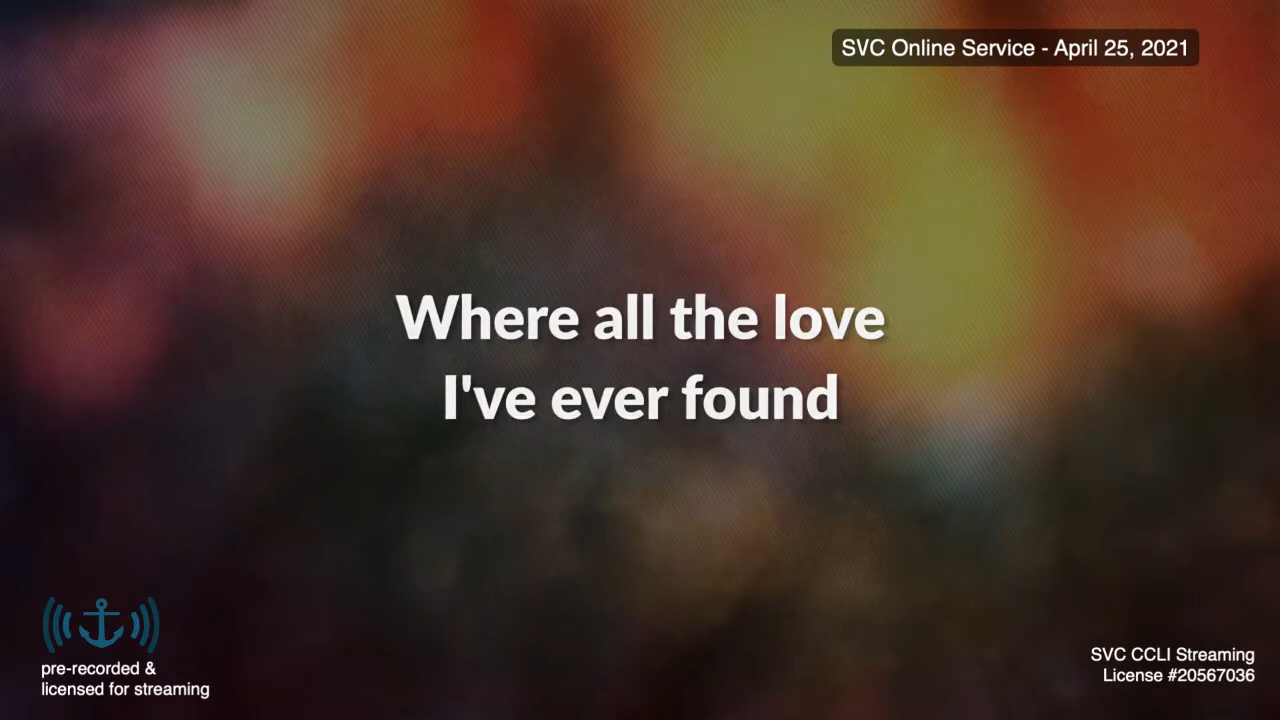 SVC Online Service - April 25, 2021
Where all the love
I've ever found
pre-recorded &
licensed for streaming
SVC CCLI Streaming
License #20567036